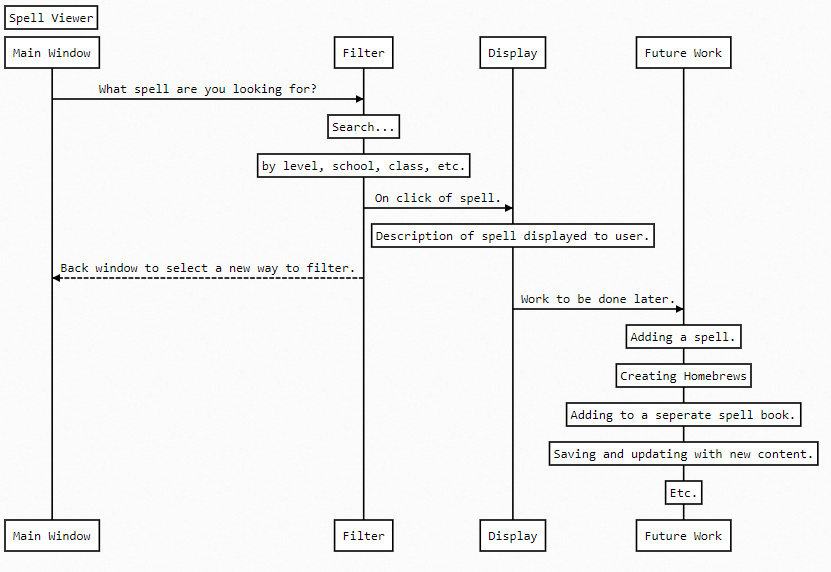 Spell Viewer
Main Window
Filter
Display
Future Work
What spell are you looking for?
Search...
by level, school, class, etc.
On click of spell.
Description of spell displayed to user.
Back window to select a new way to filter.
Work to be done later.
Adding a spell.
Creating Homebrews
Adding to a seperate spell book.
Saving and updating with new content.
Etc.
Main Window
Filter
Display
Future Work